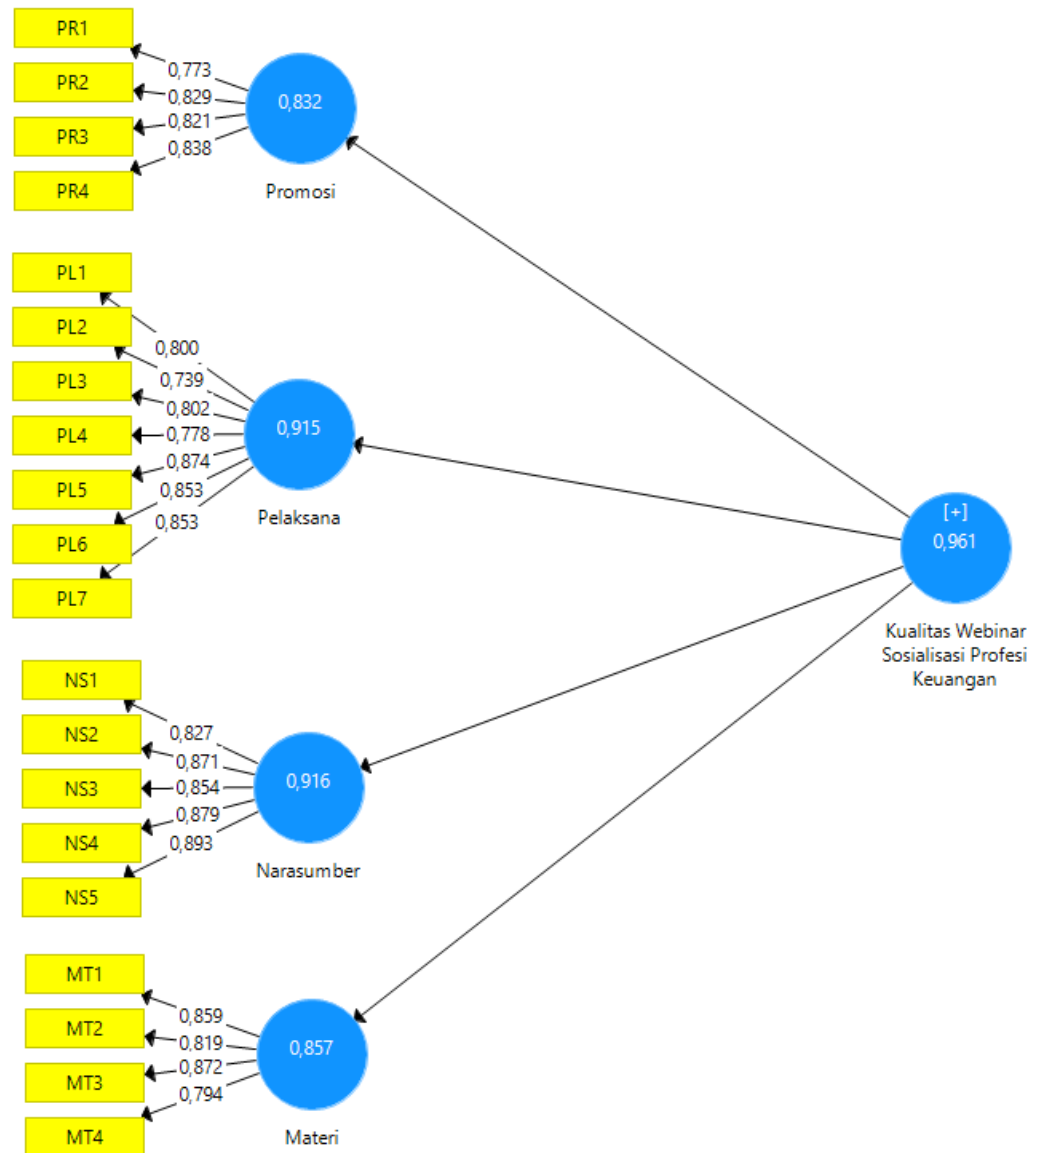 PR1
PR2
PR3
PR4
0,773
0,829
0,821
0,838
0,832
Promosi
PL1
PL2
PL3
PL4
PL5
PL6
PL7
0,800
0,739
0,802
0,778
0,874
0,853
0,853
0,915
Pelaksana
[+]
0,961
Kualitas Webinar
Sosialisasi Profesi
Keuangan
NS1
NS2
NS3
NS4
NS5
0,827
0,871
0,854
0,879
0,893
0,916
Narasumber
MT1
MT2
MT3
MT4
0,859
0,819
0,872
0,794
0,857
Materi